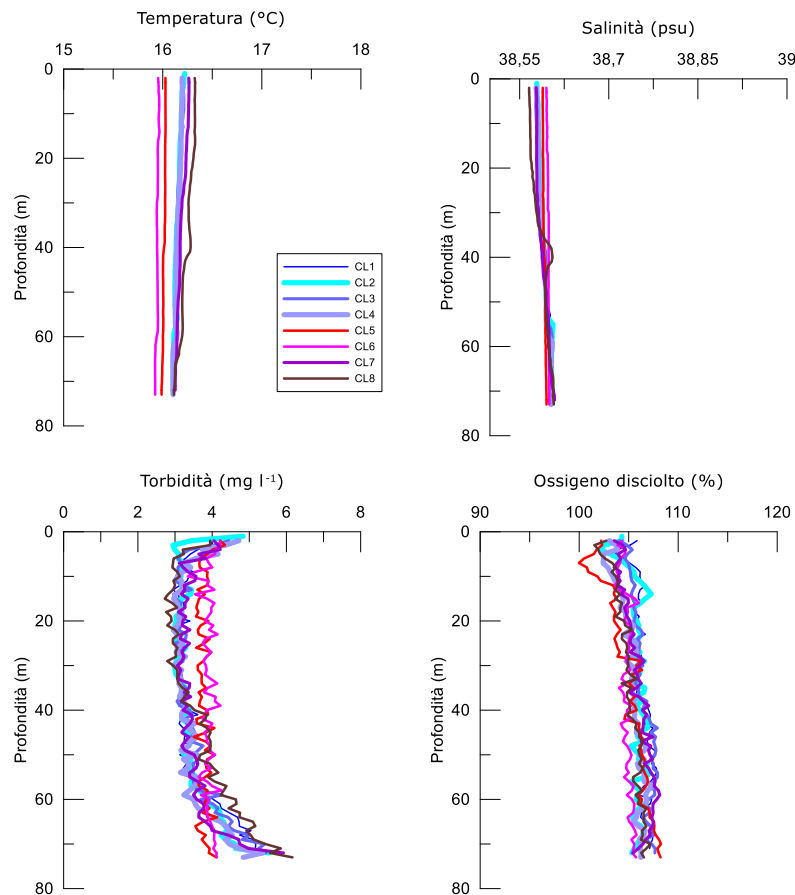 Temperatura (°C)
15 16 17 18
0
20
40
60
80
Profondità (m)
CL1
CL2
CL3
CL4
CL5
CL6
CL7
CL8
Salinità (psu)
38,55 38,7 38,85 39
0
20
40
60
80
Profondità (m)
Torbidità (mg l⁻¹)
0 2 4 6 8
0
20
40
60
80
Profondità (m)
Ossigeno disciolto (%)
90 100 110 120
0
20
40
60
80
Profondità (m)